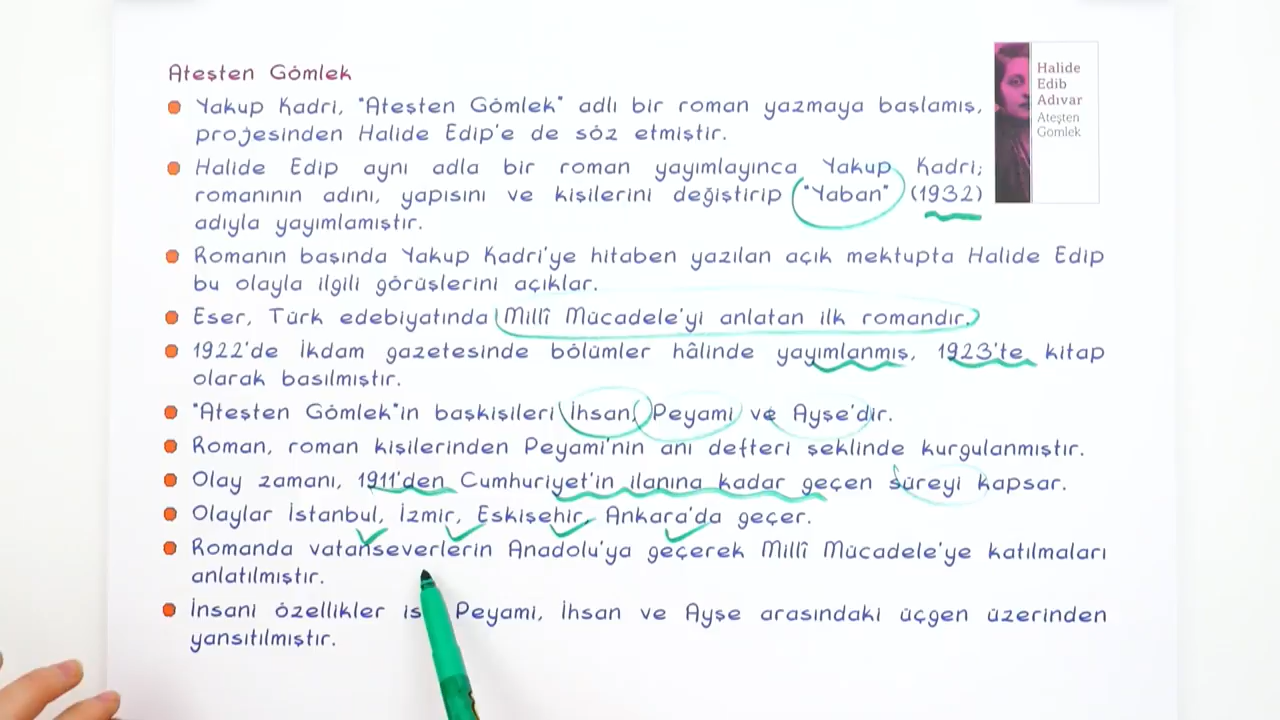 Ateşten Gömlek
Yakup Kadri, "Ateşten Gömlek" adlı bir roman yazmaya başlamış,
projesinden Halide Edip'e de söz etmiştir.
Halide Edip aynı adla bir roman yayımlayınca Yakup Kadri;
romanının adını, yapısını ve kişilerini değiştirip "Yaban" (1932)
adıyla yayımlamıştır.
Romanın başında Yakup Kadri'ye hitaben yazılan açık mektupta Halide Edip
bu olayla ilgili görüşlerini açıklar.
Eser, Türk edebiyatında Millî Mücadele'yi anlatan ilk romandır.
1922'de İkdam gazetesinde bölümler hâlinde yayımlanmış, 1923'te kitap
olarak basılmıştır.
"Ateşten Gömlek"in başkişileri İhsan, Peyami ve Ayşe'dir.
Roman, roman kişilerinden Peyami'nin anı defteri şeklinde kurgulanmıştır.
Olay zamanı, 1911'den Cumhuriyet'in ilanına kadar geçen süreyi kapsar.
Olaylar İstanbul, İzmir, Eskişehir, Ankara'da geçer.
Romanda vatanseverlerin Anadolu'ya geçerek Millî Mücadele'ye katılmaları
anlatılmıştır.
İnsani özellikler Peyami, İhsan ve Ayşe arasındaki üçgen üzerinden
yansıtılmıştır.
Halide
Edib
Adıvar
Ateşten
Gömlek